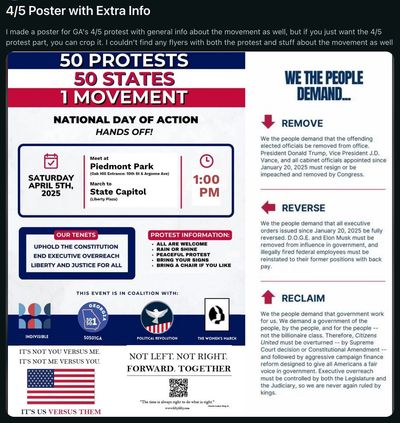 4/5 Poster with Extra Info
I made a poster for GA's 4/5 protest with general info about the movement as well, but if you just want the 4/5
protest part, you can crop it. I couldn't find any flyers with both the protest and stuff about the movement as well
50 PROTESTS
50 STATES
1 MOVEMENT
NATIONAL DAY OF ACTION
HANDS OFF!
SATURDAY
APRIL 5TH,
2025
Meet at
Piedmont Park
(Oak Hill Entrance: 10th St & Argonne Ave)
March to
State Capitol
(Liberty Plaza)
1:00
PM
OUR TENETS
UPHOLD THE CONSTITUTION
END EXECUTIVE OVERREACH
LIBERTY AND JUSTICE FOR ALL
PROTEST INFORMATION:
• ALL ARE WELCOME
• RAIN OR SHINE
• PEACEFUL PROTEST
• BRING YOUR SIGNS
• BRING A CHAIR IF YOU LIKE
THIS EVENT IS IN COALITION WITH:
INDIVISIBLE
GEORGIA
50501GA
POLITICAL REVOLUTION
THE WOMEN'S MARCH
IT'S NOT YOU VERSUS ME.
IT'S NOT ME VERSUS YOU.
IT'S US VERSUS THEM
NOT LEFT. NOT RIGHT.
FORWARD. TOGETHER
"The time is always right to do what is right."
WE THE PEOPLE
DEMAND...
REMOVE
We the people demand that the offending
elected officials be removed from office.
President Donald Trump, Vice President J.D.
Vance, and all cabinet officials appointed since
January 20, 2025 must resign or be
impeached and removed by Congress.
REVERSE
We the people demand that all executive
orders issued since January 20, 2025 be fully
reversed. D.O.G.E. and Elon Musk must be
removed from influence in government, and
illegally fired federal employees must be
reinstated to their former positions with back
pay.
RECLAIM
We the people demand that government work
for us. We demand a government of the
people, by the people, and for the people --
not the billionaire class. Therefore, Citizens
United must be overturned -- by Supreme
Court decision or Constitutional Amendment --
and followed by aggressive campaign finance
reform designed to give all Americans a fair
voice in government. Executive overreach
must be controlled by both the Legislature and
the Judiciary, so we are never again ruled by
kings.